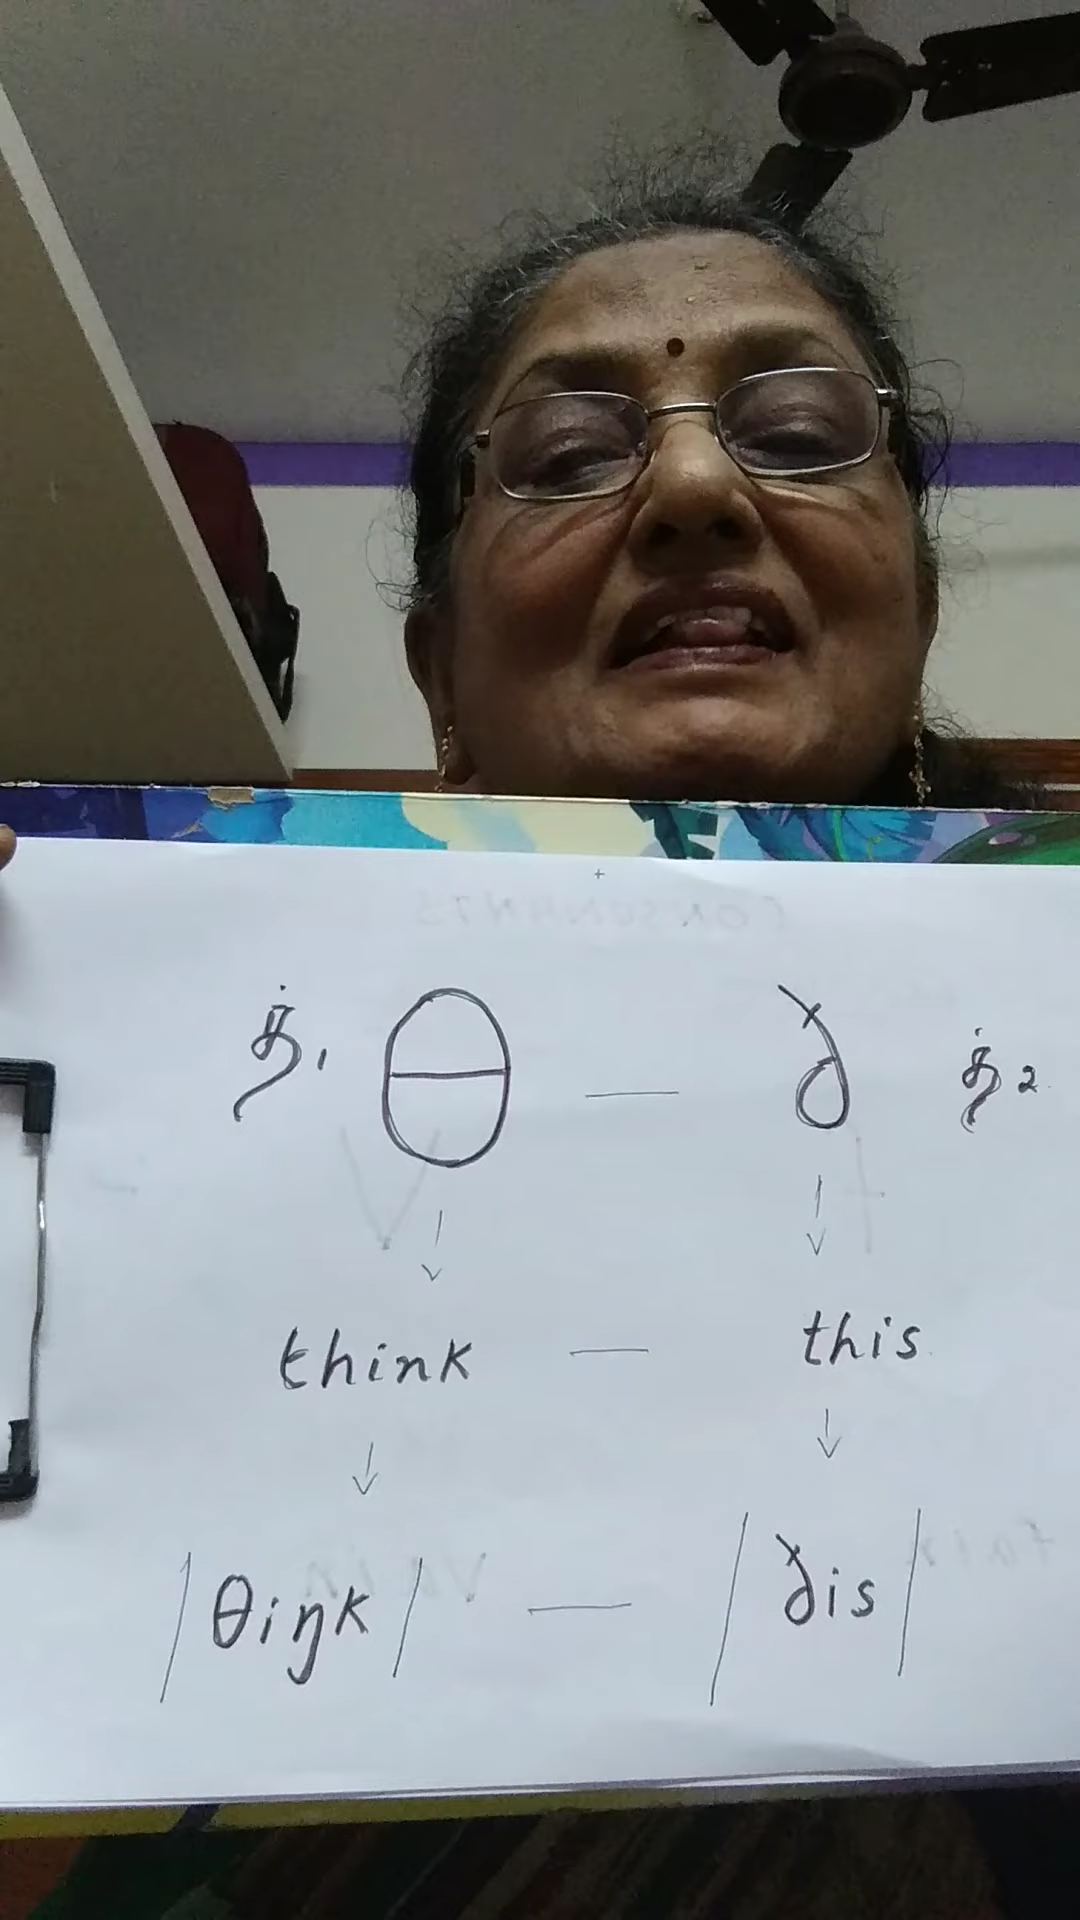 த்1 θ — ð த்2
think — this
/θiŋk/ — /ðis/